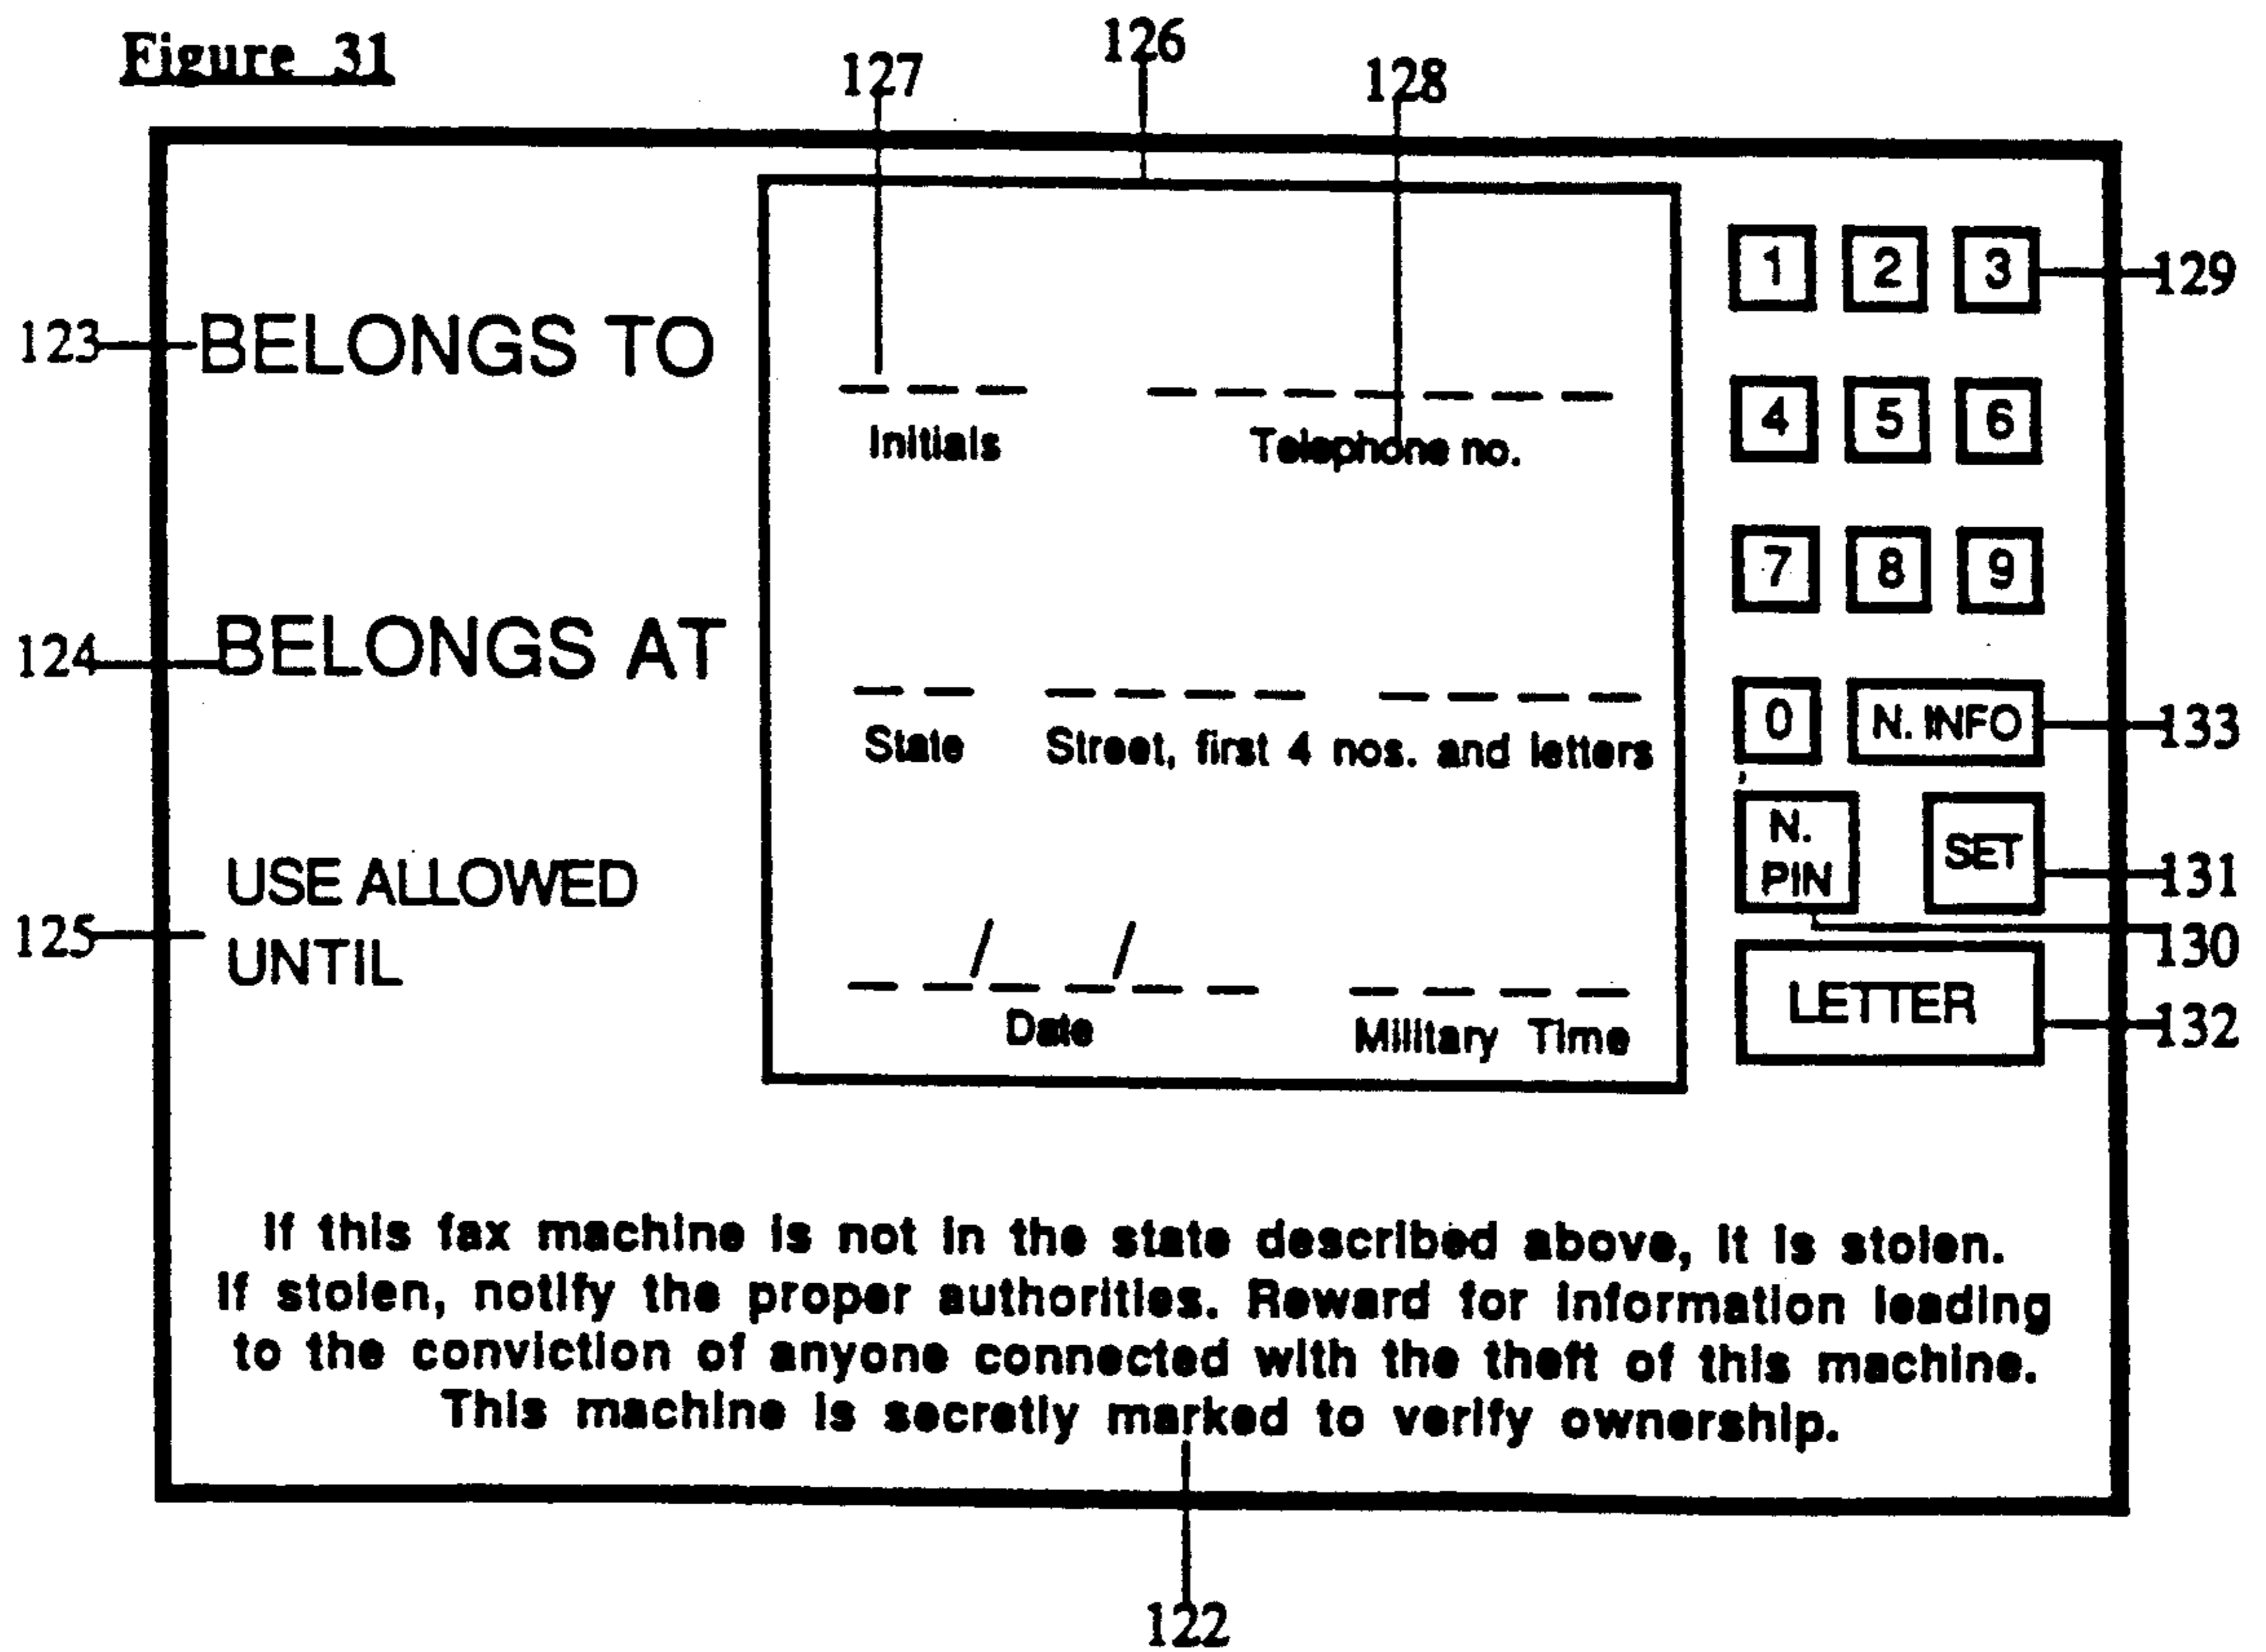 Figure 31
126
127
128
1 2 3
129
123
BELONGS TO
4 5 6
Initials Telephone no.
7 8 9
124
BELONGS AT
0 N. INFO
133
State Street, first 4 nos. and letters
N.
PIN
SET
131
130
USE ALLOWED
UNTIL
125
/ /
Date Military Time
LETTER
132
If this fax machine is not in the state described above, it is stolen.
If stolen, notify the proper authorities. Reward for information leading
to the conviction of anyone connected with the theft of this machine.
This machine is secretly marked to verify ownership.
122